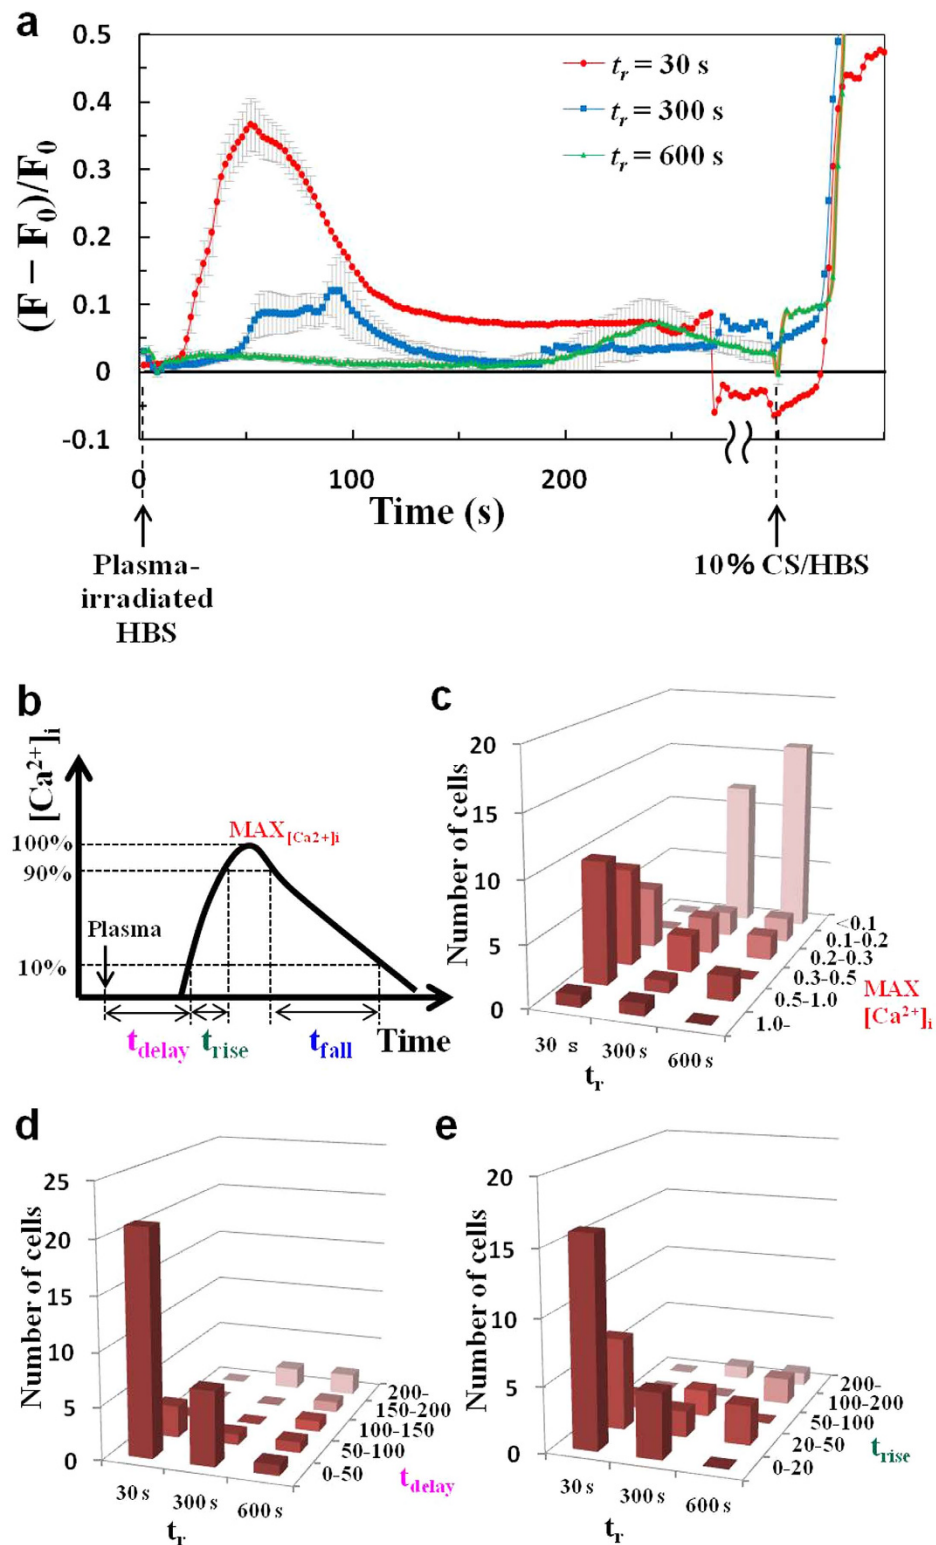 a
0.5
0.4
0.3
0.2
0.1
0
-0.1
(F − F0)/F0
tr = 30 s
tr = 300 s
tr = 600 s
0
100
200
Time (s)
Plasma-
irradiated
HBS
10% CS/HBS
b
[Ca2+]i
100%
90%
10%
MAX[Ca2+]i
Plasma
tdelay
trise
tfall
Time
c
Number of cells
20
15
10
5
0
30 s
300 s
600 s
tr
<0.1
0.1-0.2
0.2-0.3
0.3-0.5
0.5-1.0
1.0-
MAX
[Ca2+]i
d
Number of cells
25
20
15
10
5
0
30 s
300 s
600 s
tr
200-
150-200
100-150
50-100
0-50
tdelay
e
Number of cells
20
15
10
5
0
30 s
300 s
600 s
tr
200-
100-200
50-100
20-50
0-20
trise